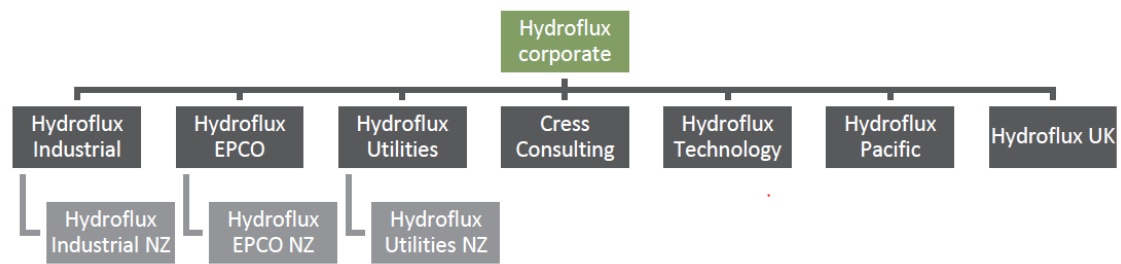 Hydroflux
corporate
Hydroflux
Industrial
Hydroflux
EPCO
Hydroflux
Utilities
Cress
Consulting
Hydroflux
Technology
Hydroflux
Pacific
Hydroflux UK
Hydroflux
Industrial NZ
Hydroflux
EPCO NZ
Hydroflux
Utilities NZ